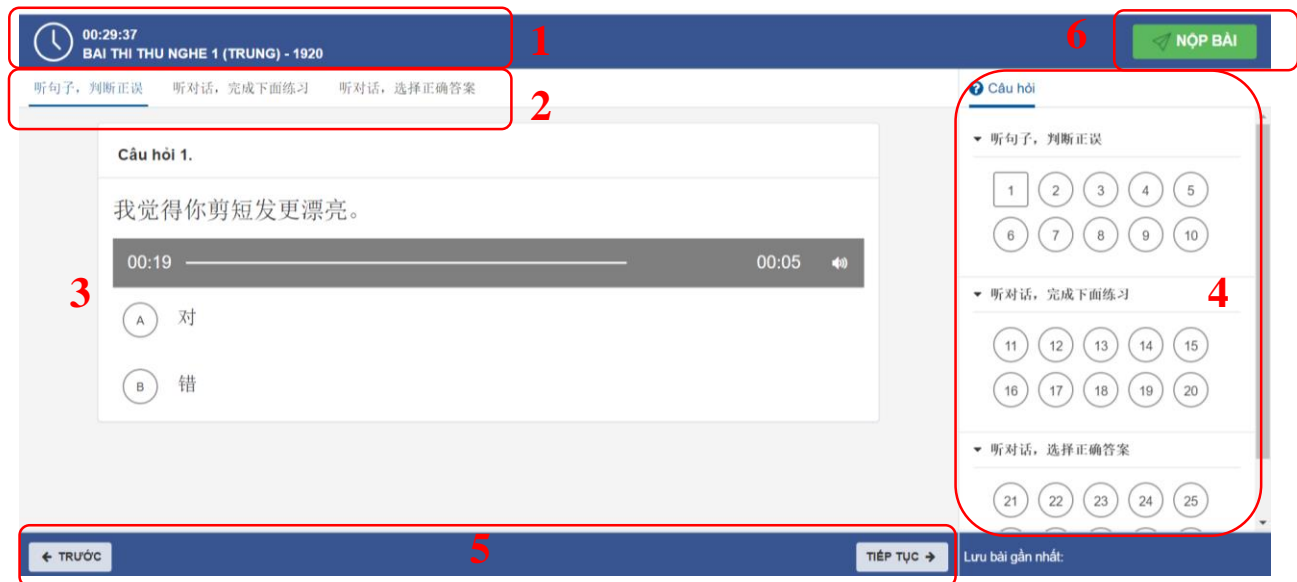 00:29:37
BAI THI THU NGHE 1 (TRUNG) - 1920
1
6
NỘP BÀI
听句子，判断正误 听对话，完成下面练习 听对话，选择正确答案
2
Câu hỏi
Câu hỏi 1.
我觉得你剪短发更漂亮。
00:19 00:05
3
A 对
B 错
听句子，判断正误
1 2 3 4 5
6 7 8 9 10
听对话，完成下面练习
4
11 12 13 14 15
16 17 18 19 20
听对话，选择正确答案
21 22 23 24 25
← TRƯỚC
5
TIẾP TỤC →
Lưu bài gần nhất: